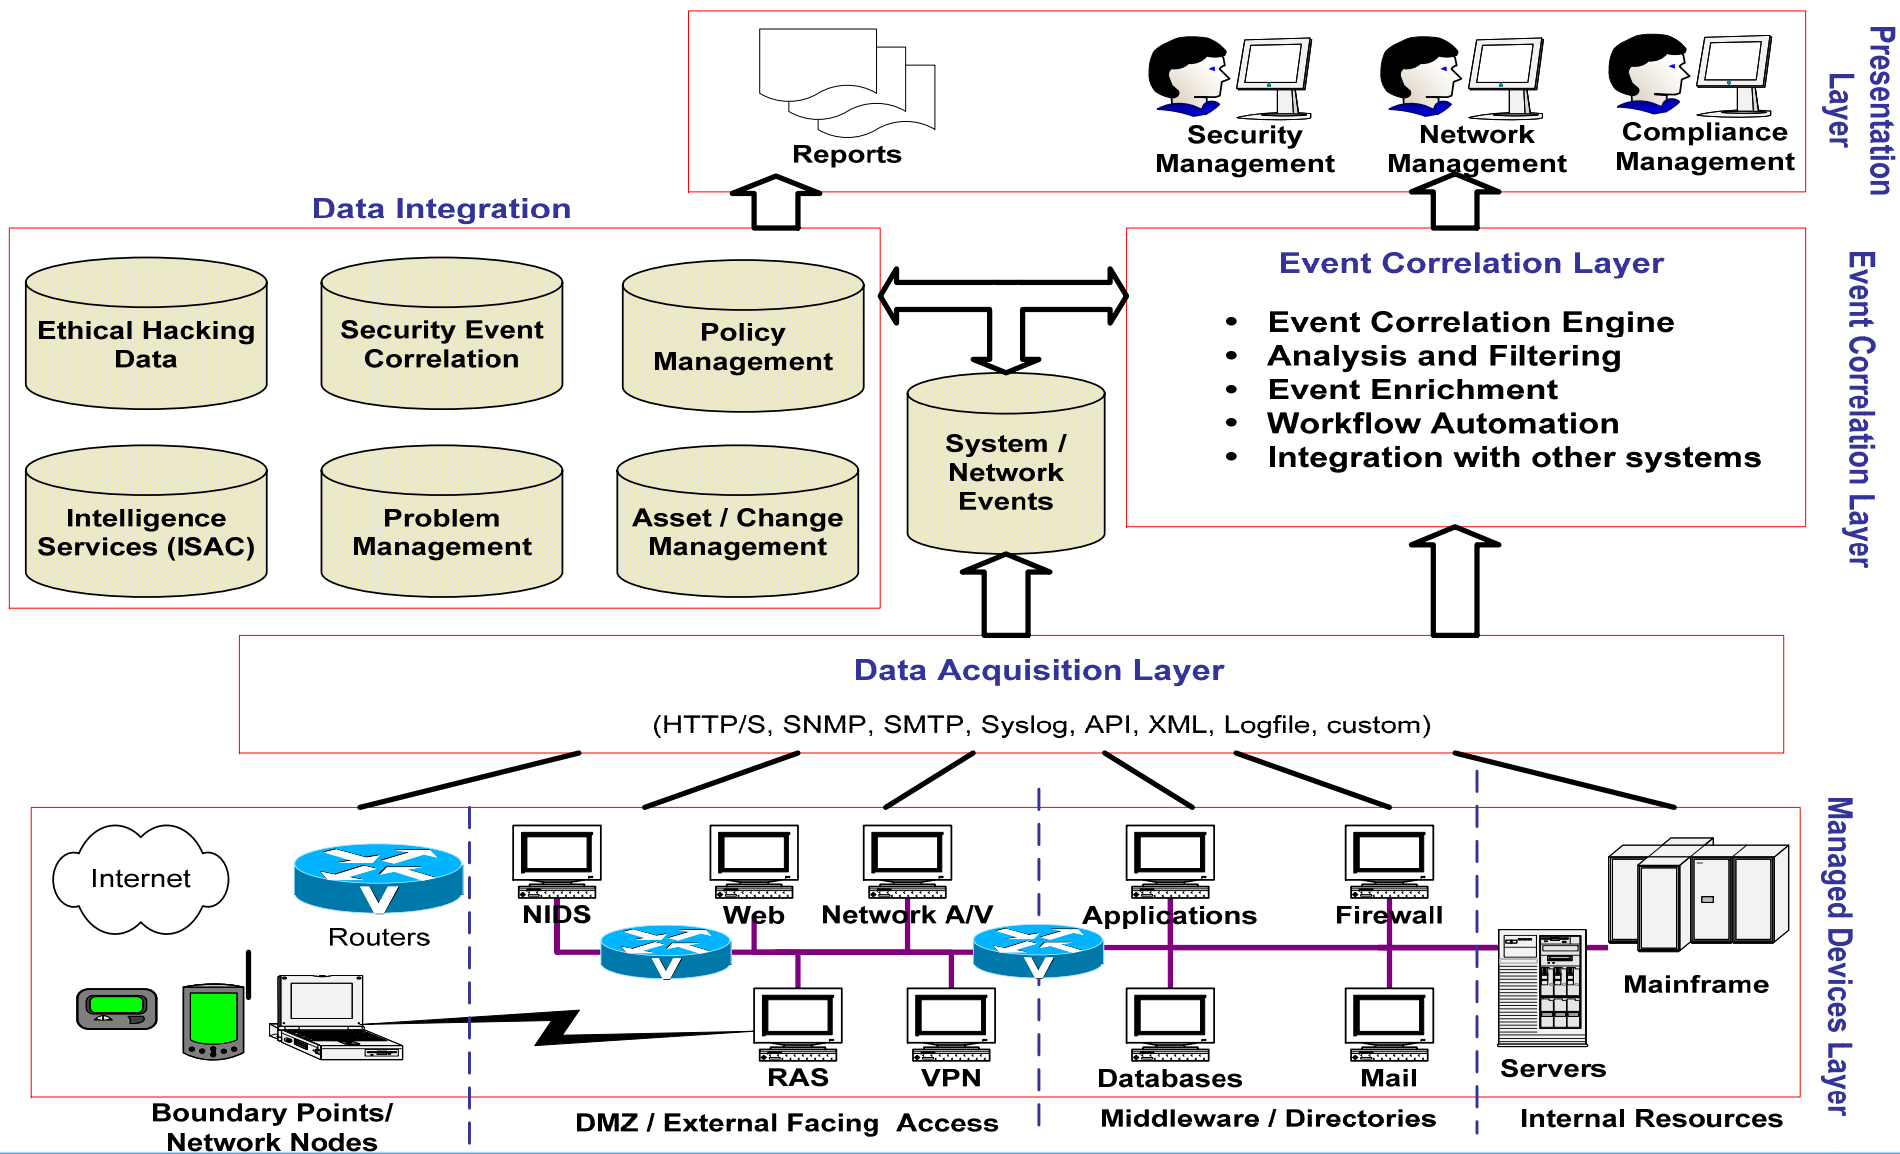 Reports
Security
Management
Network
Management
Compliance
Management
Presentation
Layer
Data Integration
Ethical Hacking
Data
Security Event
Correlation
Policy
Management
Intelligence
Services (ISAC)
Problem
Management
Asset / Change
Management
System /
Network
Events
Event Correlation Layer
• Event Correlation Engine
• Analysis and Filtering
• Event Enrichment
• Workflow Automation
• Integration with other systems
Event Correlation Layer
Data Acquisition Layer
(HTTP/S, SNMP, SMTP, Syslog, API, XML, Logfile, custom)
Internet
Routers
V
NIDS
Web
Network A/V
Applications
Firewall
V
V
Mainframe
RAS
VPN
Databases
Mail
Servers
Managed Devices Layer
Boundary Points/
Network Nodes
DMZ / External Facing Access
Middleware / Directories
Internal Resources